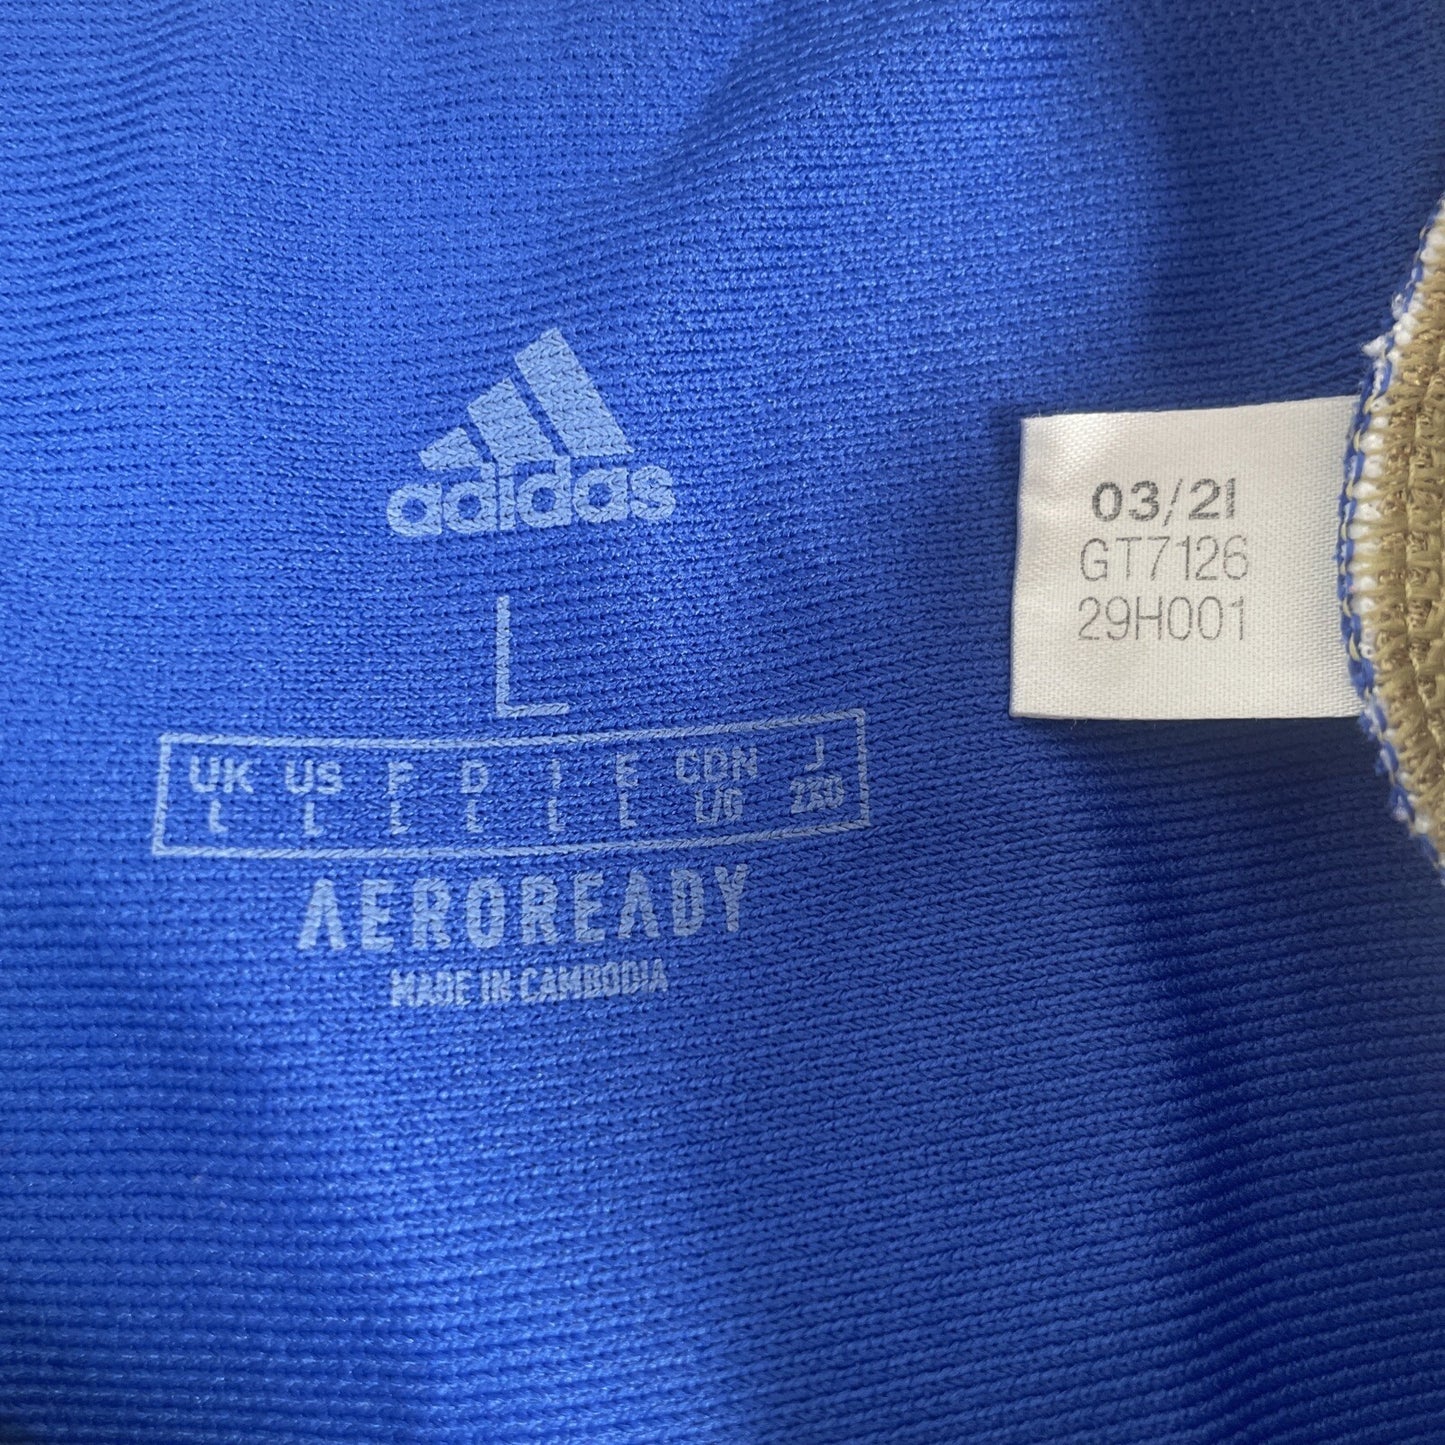 adidas
L
UK US F D I E CDN J
L L L L L L L/G 2XO
AEROREADY
MADE IN CAMBODIA
03/21
GT7126
29H001